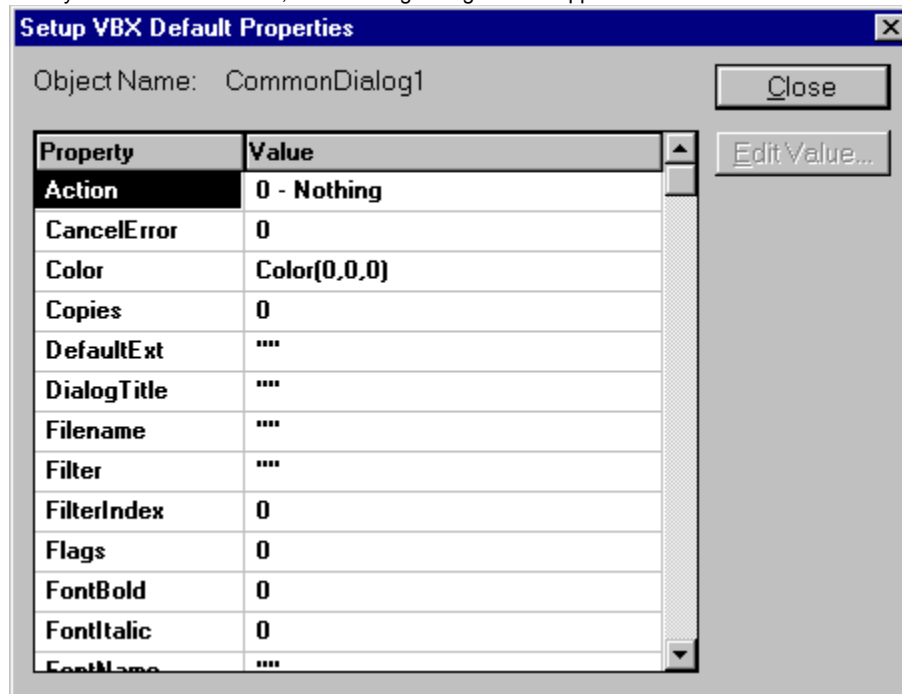 Setup VBX Default Properties
Object Name: CommonDialog1
Close
Edit Value...
Property Value
Action 0 - Nothing
CancelError 0
Color Color(0,0,0)
Copies 0
DefaultExt ""
DialogTitle ""
Filename ""
Filter ""
FilterIndex 0
Flags 0
FontBold 0
FontItalic 0
FontName ""